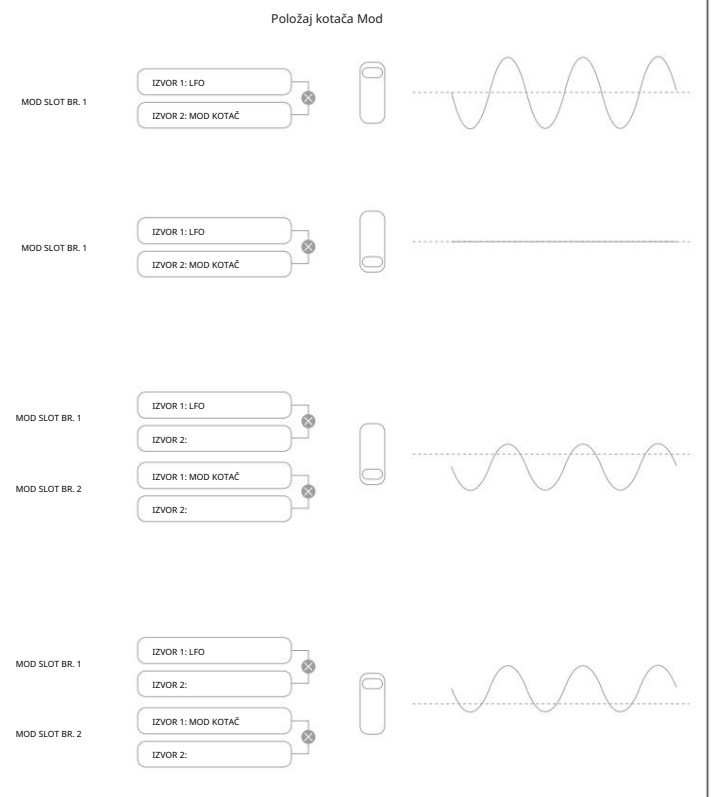 Položaj kotača Mod
IZVOR 1: LFO
MOD SLOT BR. 1
IZVOR 2: MOD KOTAČ
IZVOR 1: LFO
MOD SLOT BR. 1
IZVOR 2: MOD KOTAČ
IZVOR 1: LFO
MOD SLOT BR. 1
IZVOR 2:
IZVOR 1: MOD KOTAČ
MOD SLOT BR. 2
IZVOR 2:
IZVOR 1: LFO
MOD SLOT BR. 1
IZVOR 2:
IZVOR 1: MOD KOTAČ
MOD SLOT BR. 2
IZVOR 2: